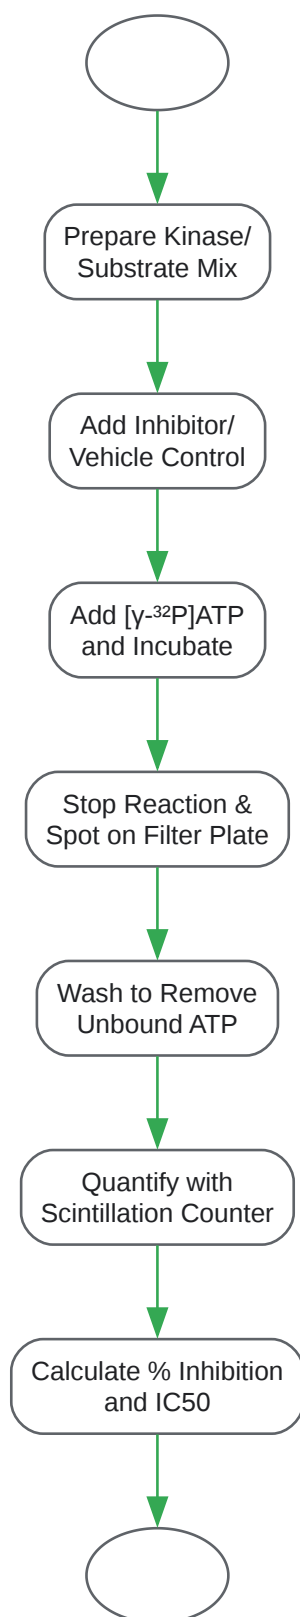 Prepare Kinase/
Substrate Mix
Add Inhibitor/
Vehicle Control
Add [γ-³²P]ATP
and Incubate
Stop Reaction &
Spot on Filter Plate
Wash to Remove
Unbound ATP
Quantify with
Scintillation Counter
Calculate % Inhibition
and IC50